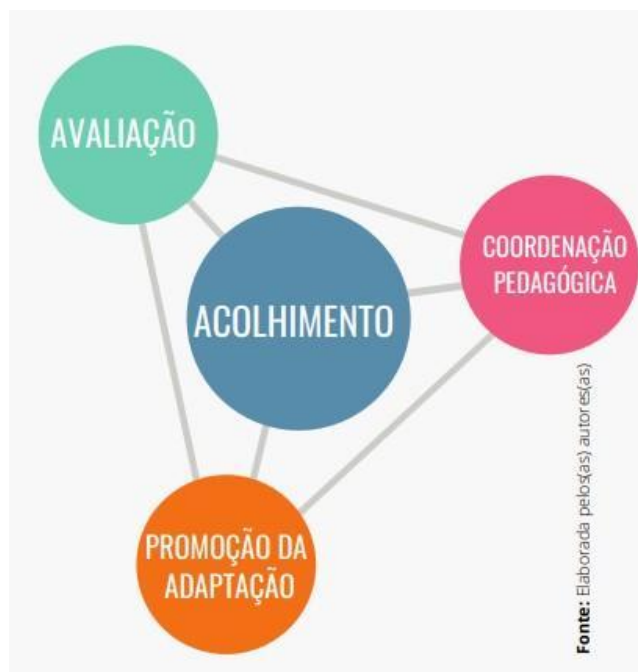 AVALIAÇÃO
COORDENAÇÃO
PEDAGÓGICA
ACOLHIMENTO
PROMOÇÃO DA
ADAPTAÇÃO
Fonte: Elaborada pelos(as) autores(as)